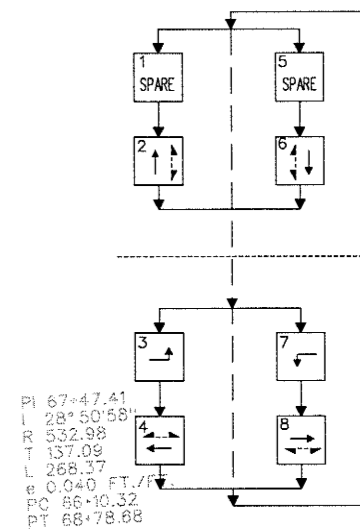 1 5
SPARE SPARE
2 6
3 7
4 8
PI 67+47.41
I 28° 50'58"
R 532.98
T 137.09
L 268.37
e 0.040 FT./FT.
PC 66+10.32
PT 68+78.68